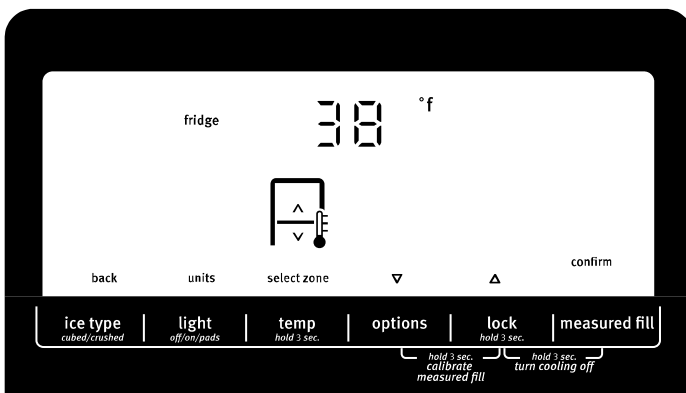 fridge 38 °f
confirm
back units select zone ▽ △
ice type light temp options lock measured fill
cubed/crushed off/on/pads hold 3 sec. hold 3 sec.
hold 3 sec. hold 3 sec.
calibrate turn cooling off
measured fill